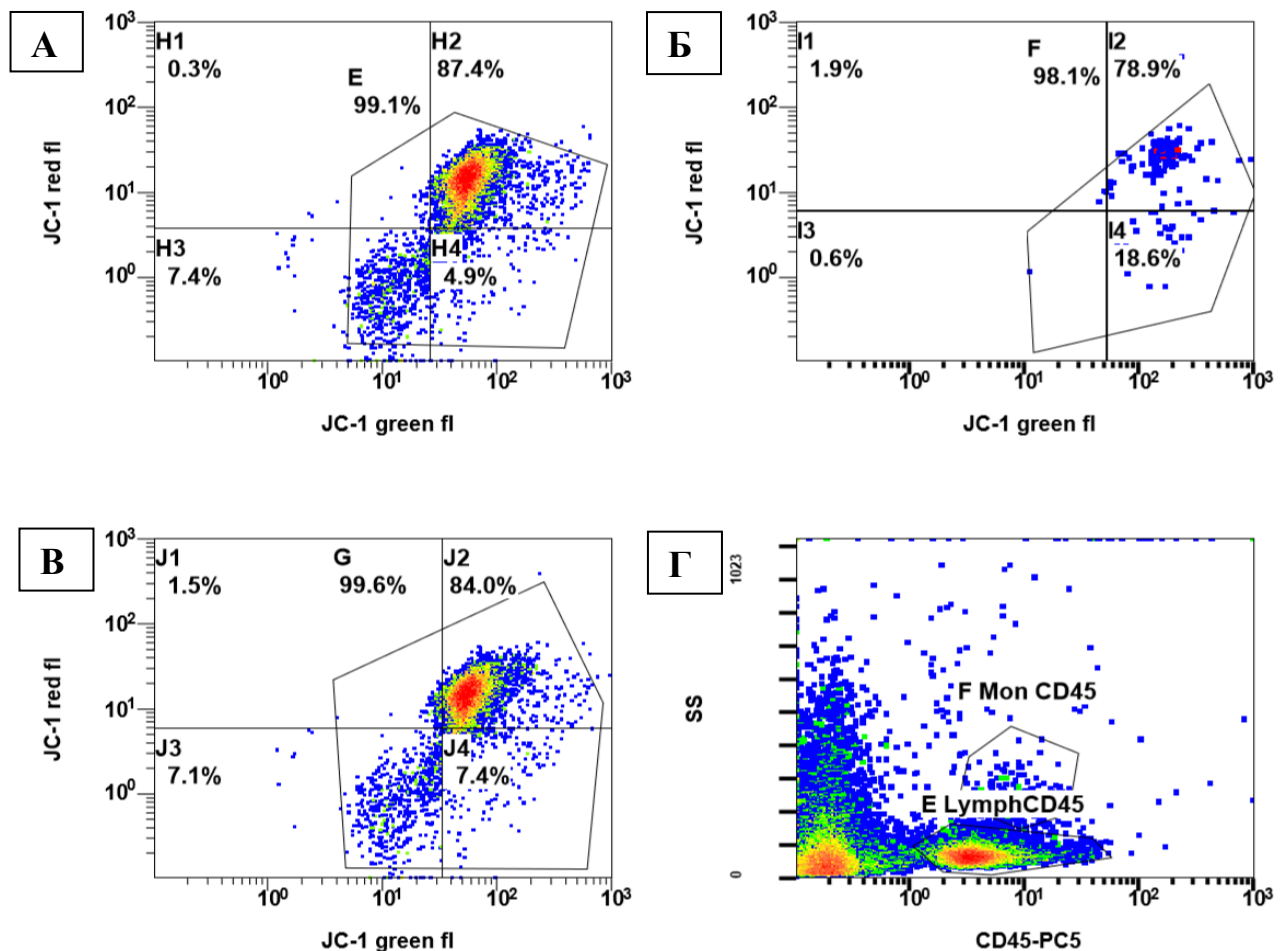 А
10³
10²
10¹
10⁰
JC-1 red fl
H1
0.3%
H2
87.4%
E
99.1%
H3
7.4%
H4
4.9%
10⁰ 10¹ 10² 10³
JC-1 green fl
Б
10³
10²
10¹
10⁰
JC-1 red fl
I1
1.9%
F
98.1%
I2
78.9%
I3
0.6%
I4
18.6%
10⁰ 10¹ 10² 10³
JC-1 green fl
В
10³
10²
10¹
10⁰
JC-1 red fl
J1
1.5%
G
99.6%
J2
84.0%
J3
7.1%
J4
7.4%
10⁰ 10¹ 10² 10³
JC-1 green fl
Г
1023
SS
0
F Mon CD45
E LymphCD45
10⁰ 10¹ 10² 10³
CD45-PC5